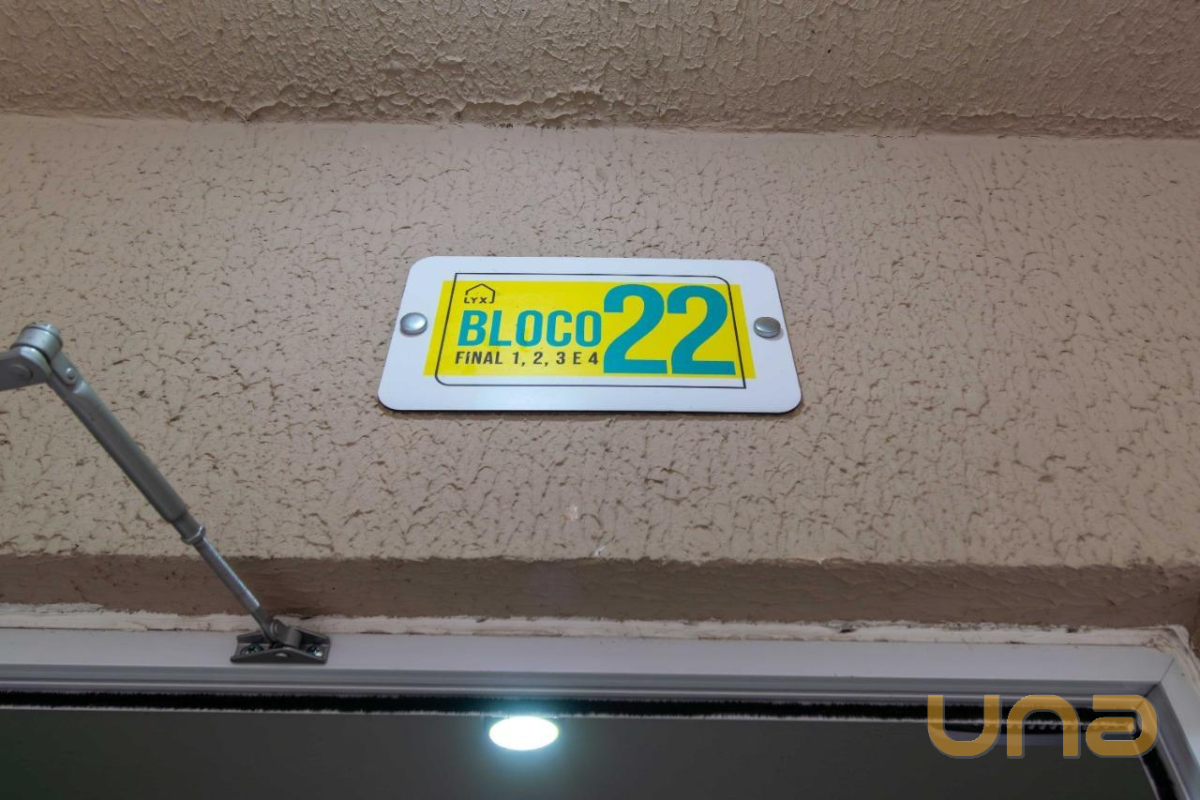 LYX
BLOCO 22
FINAL 1, 2, 3 E 4
una